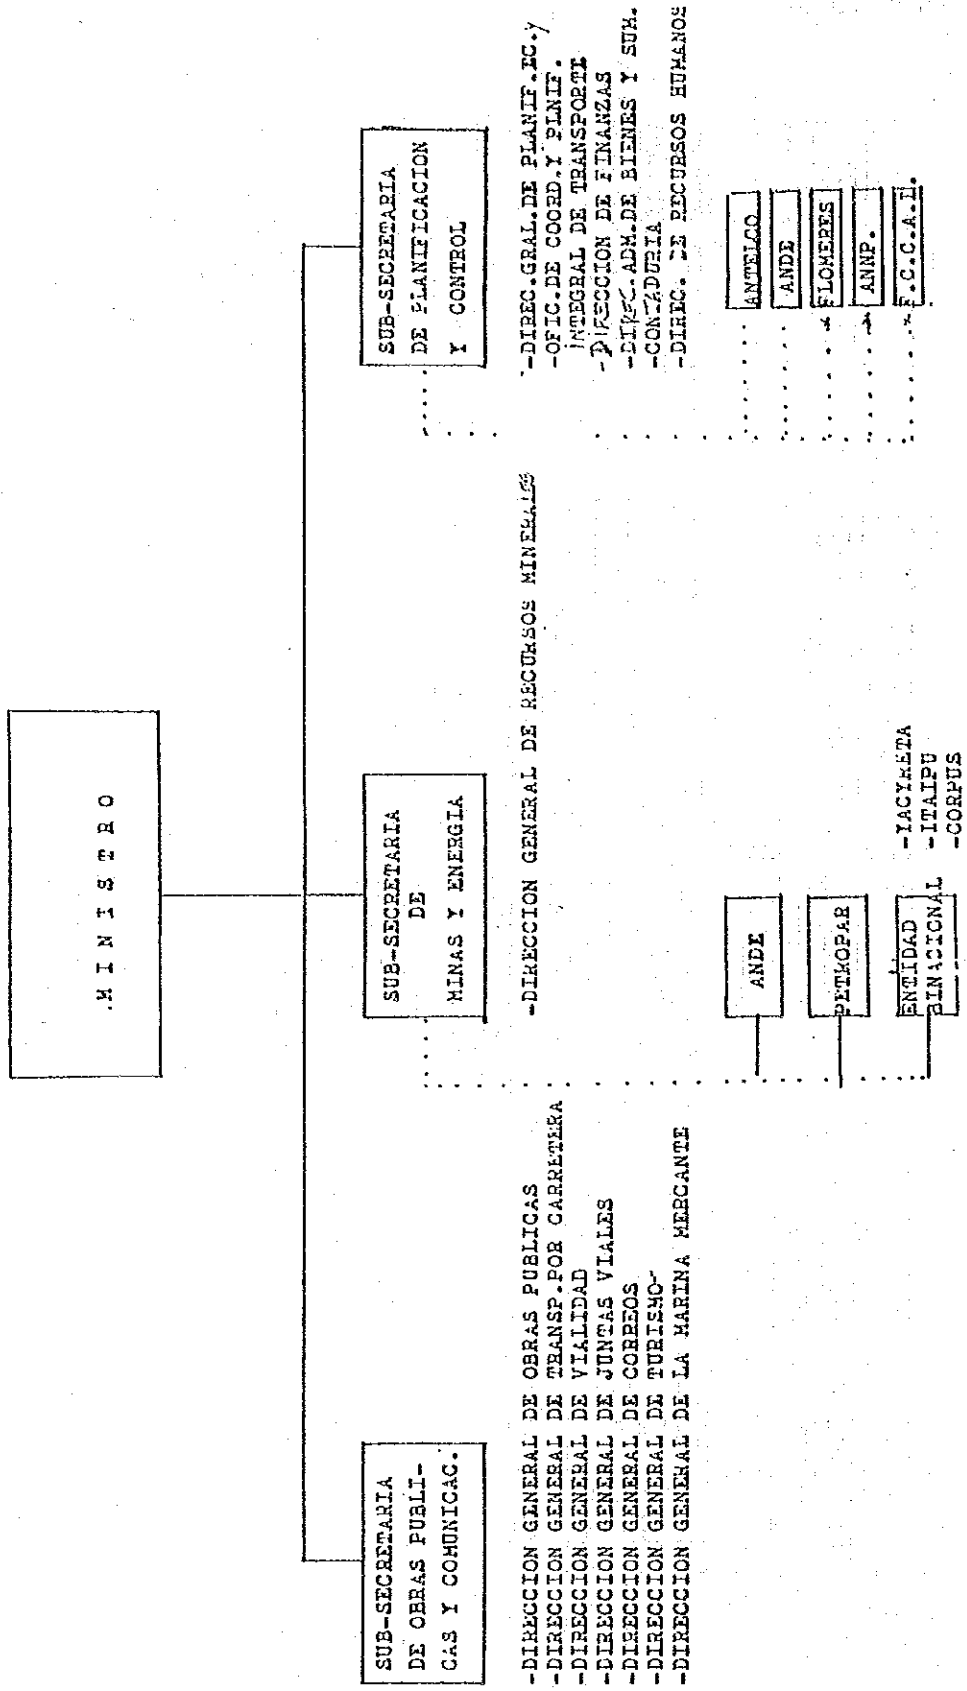 .M I N I S T R O
SUB-SECRETARIA
DE OBRAS PUBLI-
CAS Y COMUNICAC.
-DIRECCION GENERAL DE OBRAS PUBLICAS
-DIRECCION GENERAL DE TRANSP.POR CARRETERA
-DIRECCION GENERAL DE VIALIDAD
-DIRECCION GENERAL DE JUNTAS VIALES
-DIRECCION GENERAL DE CORREOS
-DIRECCION GENERAL DE TURISMO-
-DIRECCION GENERAL DE LA MARINA MERCANTE
SUB-SECRETARIA
DE
MINAS Y ENERGIA
-DIRECCION GENERAL DE RECURSOS MINERALES
ANDE
PETROPAR
ENTIDAD
BINACIONAL
-YACYRETA
-ITAIPU
-CORPUS
SUB-SECRETARIA
DE PLANIFICACION
Y CONTROL
-DIREC.GRAL.DE PLANIF.EC.y
-OFIC.DE COORD.Y PLNIF.
INTEGRAL DE TRANSPORTE
-DIRECCION DE FINANZAS
-DIREC.ADM.DE BIENES Y SUM.
-CONTADURIA
-DIREC. DE RECURSOS HUMANOS
ANTELCO
ANDE
FLOMERES
ANNP.
F.C.C.A.L.